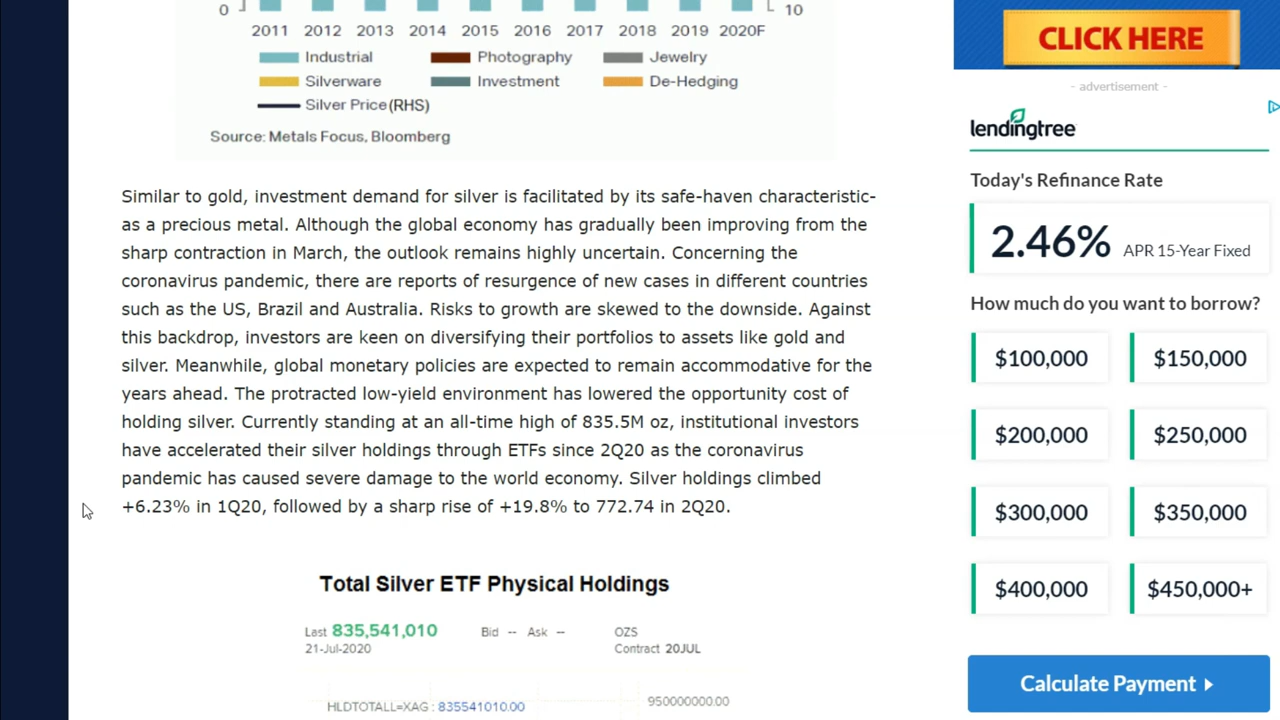 0
10
2011 2012 2013 2014 2015 2016 2017 2018 2019 2020F
Industrial Photography Jewelry
Silverware Investment De-Hedging
Silver Price (RHS)
Source: Metals Focus, Bloomberg
Similar to gold, investment demand for silver is facilitated by its safe-haven characteristic-
as a precious metal. Although the global economy has gradually been improving from the
sharp contraction in March, the outlook remains highly uncertain. Concerning the
coronavirus pandemic, there are reports of resurgence of new cases in different countries
such as the US, Brazil and Australia. Risks to growth are skewed to the downside. Against
this backdrop, investors are keen on diversifying their portfolios to assets like gold and
silver. Meanwhile, global monetary policies are expected to remain accommodative for the
years ahead. The protracted low-yield environment has lowered the opportunity cost of
holding silver. Currently standing at an all-time high of 835.5M oz, institutional investors
have accelerated their silver holdings through ETFs since 2Q20 as the coronavirus
pandemic has caused severe damage to the world economy. Silver holdings climbed
+6.23% in 1Q20, followed by a sharp rise of +19.8% to 772.74 in 2Q20.
Total Silver ETF Physical Holdings
Last 835,541,010 Bid -- Ask -- OZS
21-Jul-2020 Contract 20JUL
HLDTOTALL=XAG : 835541010.00 950000000.00
CLICK HERE
- advertisement -
lendingtree
Today's Refinance Rate
2.46% APR 15-Year Fixed
How much do you want to borrow?
$100,000 $150,000
$200,000 $250,000
$300,000 $350,000
$400,000 $450,000+
Calculate Payment